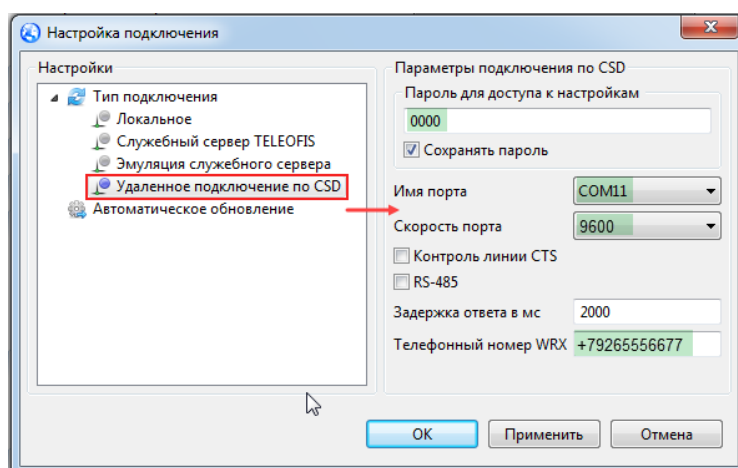 Настройка подключения
Настройки
Тип подключения
Локальное
Служебный сервер TELEOFIS
Эмуляция служебного сервера
Удаленное подключение по CSD
Автоматическое обновление
Параметры подключения по CSD
Пароль для доступа к настройкам
0000
Сохранять пароль
Имя порта COM11
Скорость порта 9600
Контроль линии CTS
RS-485
Задержка ответа в мс 2000
Телефонный номер WRX +79265556677
ОК Применить Отмена